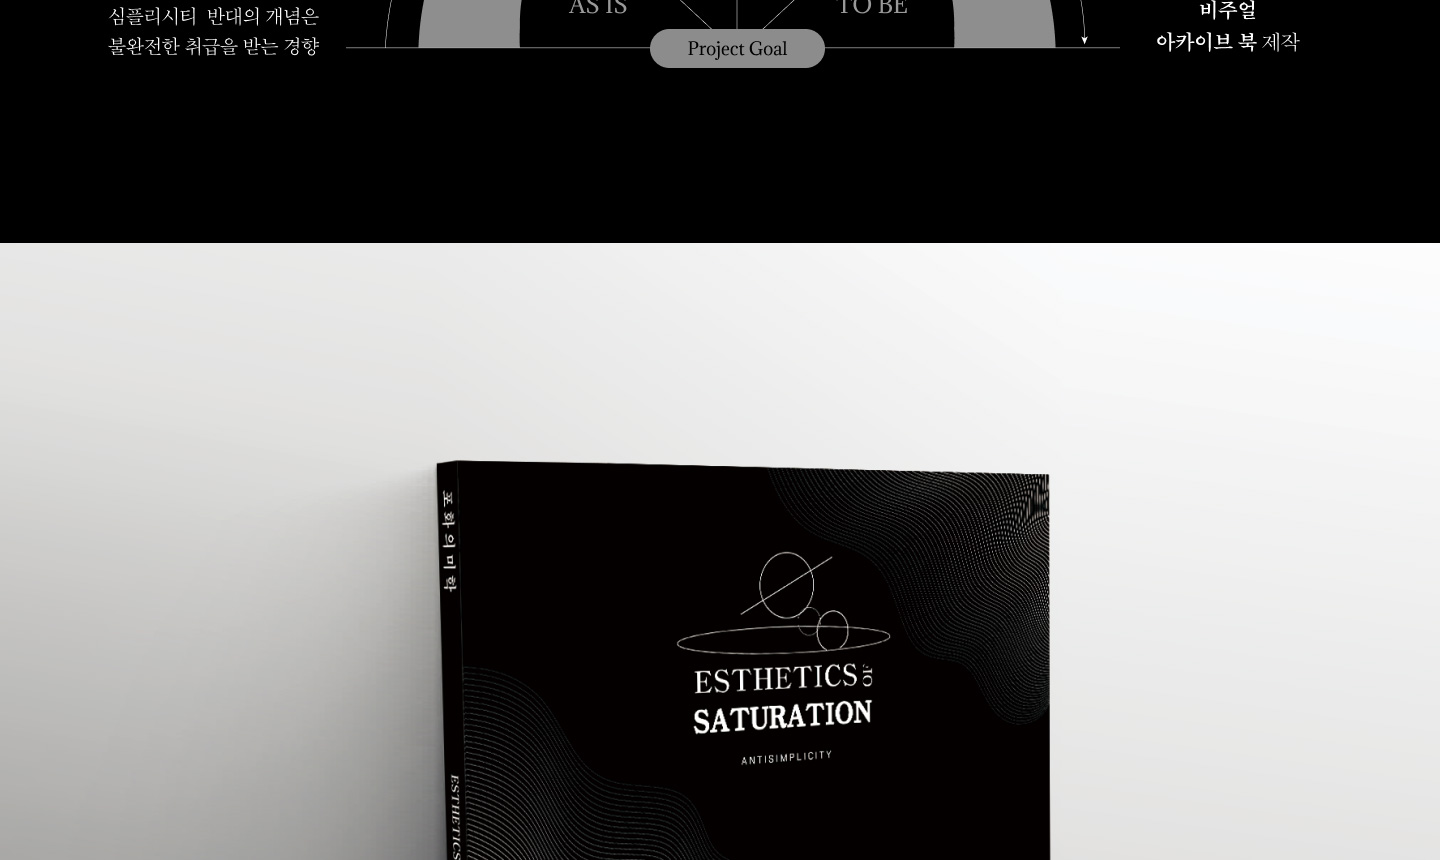 AS IS
TO BE
심플리시티 반대의 개념은
불완전한 취급을 받는 경향
Project Goal
비주얼
아카이브 북 제작
포화의미학
ESTHETICS
ESTHETICS OF
SATURATION
ANTISIMPLICITY